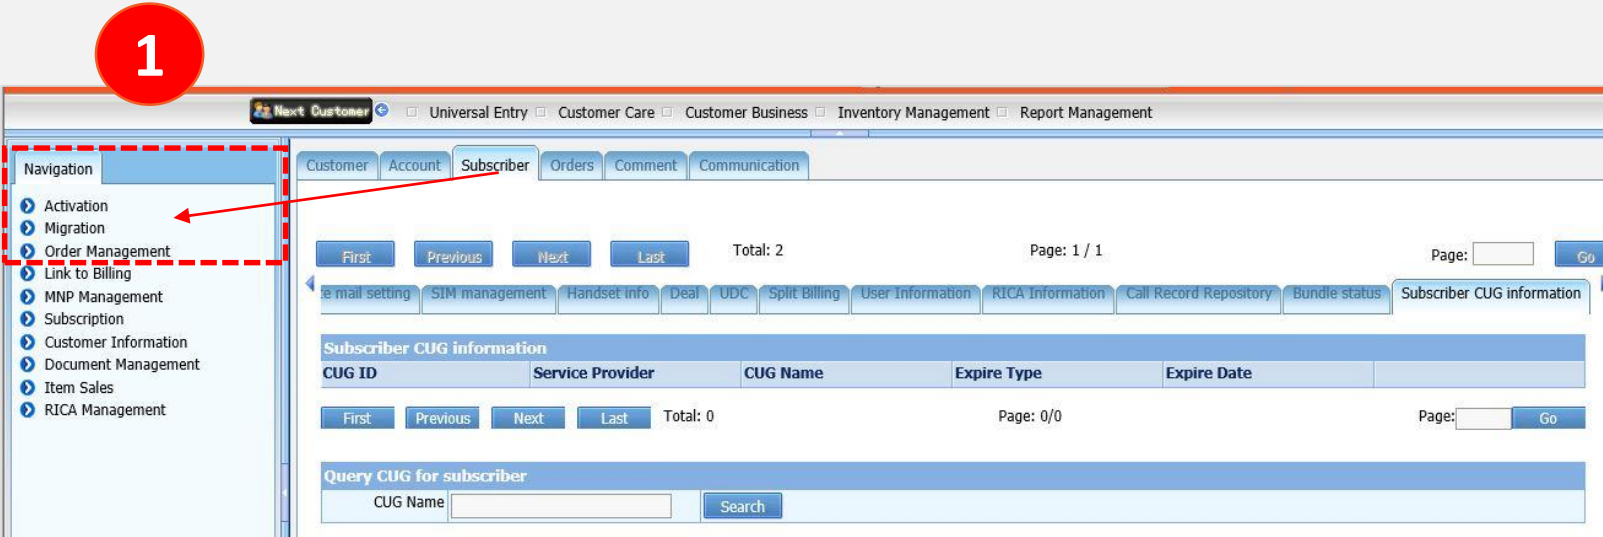 1
Next Customer Universal Entry Customer Care Customer Business Inventory Management Report Management
Navigation
Activation
Migration
Order Management
Link to Billing
MNP Management
Subscription
Customer Information
Document Management
Item Sales
RICA Management
Customer Account Subscriber Orders Comment Communication
First Previous Next Last Total: 2 Page: 1 / 1 Page: Go
e mail setting SIM management Handset info Deal UDC Split Billing User Information RICA Information Call Record Repository Bundle status Subscriber CUG information
Subscriber CUG information
CUG ID Service Provider CUG Name Expire Type Expire Date
First Previous Next Last Total: 0 Page: 0/0 Page: Go
Query CUG for subscriber
CUG Name Search